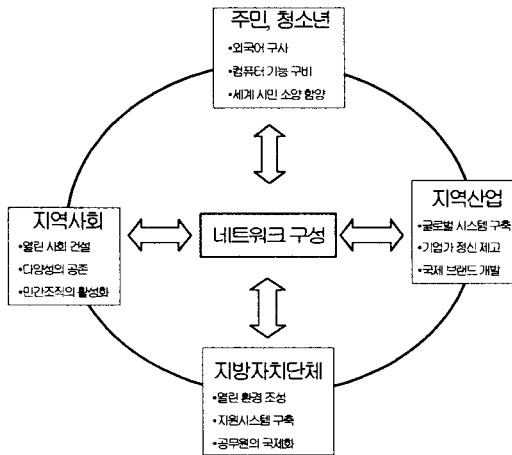 주민, 청소년
•외국어 구사
•컴퓨터 기능 구비
•세계 시민 소양 함양
지역사회
•열린 사회 건설
•다양성의 공존
•민간조직의 활성화
네트워크 구성
지역산업
•글로벌 시스템 구축
•기업가 정신 제고
•국제 브랜드 개발
지방자치단체
•열린 환경 조성
•지원시스템 구축
•공무원의 국제화